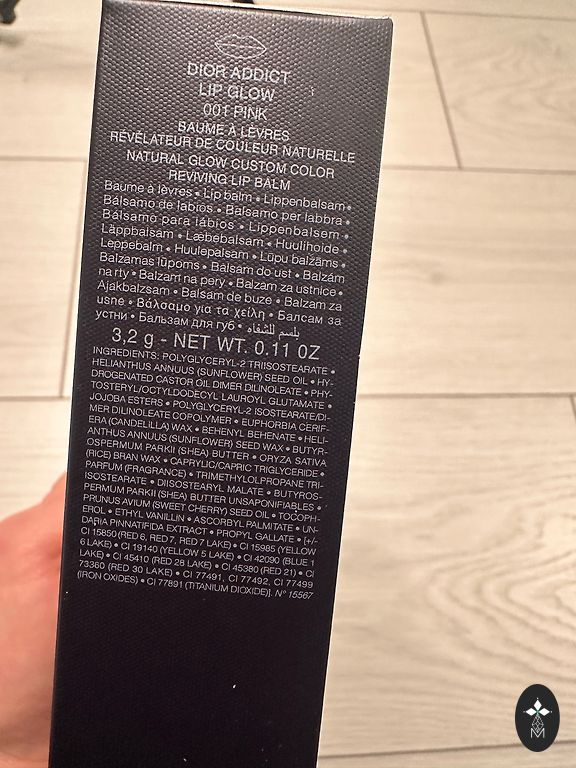 DIOR ADDICT
LIP GLOW
001 PINK
BAUME À LÈVRES
RÉVÉLATEUR DE COULEUR NATURELLE
NATURAL GLOW CUSTOM COLOR
REVIVING LIP BALM
Baume à lèvres • Lip balm • Lippenbalsam •
Bálsamo de labios • Balsamo per labbra •
Bálsamo para lábios • Lippenbalsem •
Läppbalsam • Læbebalsam • Huulihoide •
Leppebalm • Huulepalsam • Lūpu balzāms •
Balzamas lūpoms • Balsám do ust • Balzám
na rty • Balzam na pery • Balzam za ustnice •
Ajakbalzsam • Balsam de buze • Balzam za
usne • Βάλσαμο για τα χείλη • Балсам за
устни • Бальзам для губ • بلسم للشفاه
3,2 g - NET WT. 0.11 OZ
INGREDIENTS: POLYGLYCERYL-2 TRIISOSTEARATE •
HELIANTHUS ANNUUS (SUNFLOWER) SEED OIL • HY-
DROGENATED CASTOR OIL DIMER DILINOLEATE • PHY-
TOSTERYL/OCTYLDODECYL LAUROYL GLUTAMATE •
JOJOBA ESTERS • POLYGLYCERYL-2 ISOSTEARATE/DI-
MER DILINOLEATE COPOLYMER • EUPHORBIA CERIF-
ERA (CANDELILLA) WAX • BEHENYL BEHENATE • HELI-
ANTHUS ANNUUS (SUNFLOWER) SEED WAX • BUTYR-
OSPERMUM PARKII (SHEA) BUTTER • ORYZA SATIVA
(RICE) BRAN WAX • CAPRYLIC/CAPRIC TRIGLYCERIDE •
PARFUM (FRAGRANCE) • TRIMETHYLOLPROPANE TRI-
ISOSTEARATE • DIISOSTEARYL MALATE • BUTYROS-
PERMUM PARKII (SHEA) BUTTER UNSAPONIFIABLES •
PRUNUS AVIUM (SWEET CHERRY) SEED OIL • TOCOPH-
EROL • ETHYL VANILLIN • ASCORBYL PALMITATE • UN-
DARIA PINNATIFIDA EXTRACT • PROPYL GALLATE • [+/-
CI 15850 (RED 6, RED 7, RED 7 LAKE) • CI 15985 (YELLOW
6 LAKE) • CI 19140 (YELLOW 5 LAKE) • CI 42090 (BLUE 1
LAKE) • CI 45410 (RED 28 LAKE) • CI 45380 (RED 21) • CI
73360 (RED 30 LAKE) • CI 77491, CI 77492, CI 77499
(IRON OXIDES) • CI 77891 (TITANIUM DIOXIDE)]. N° 15567